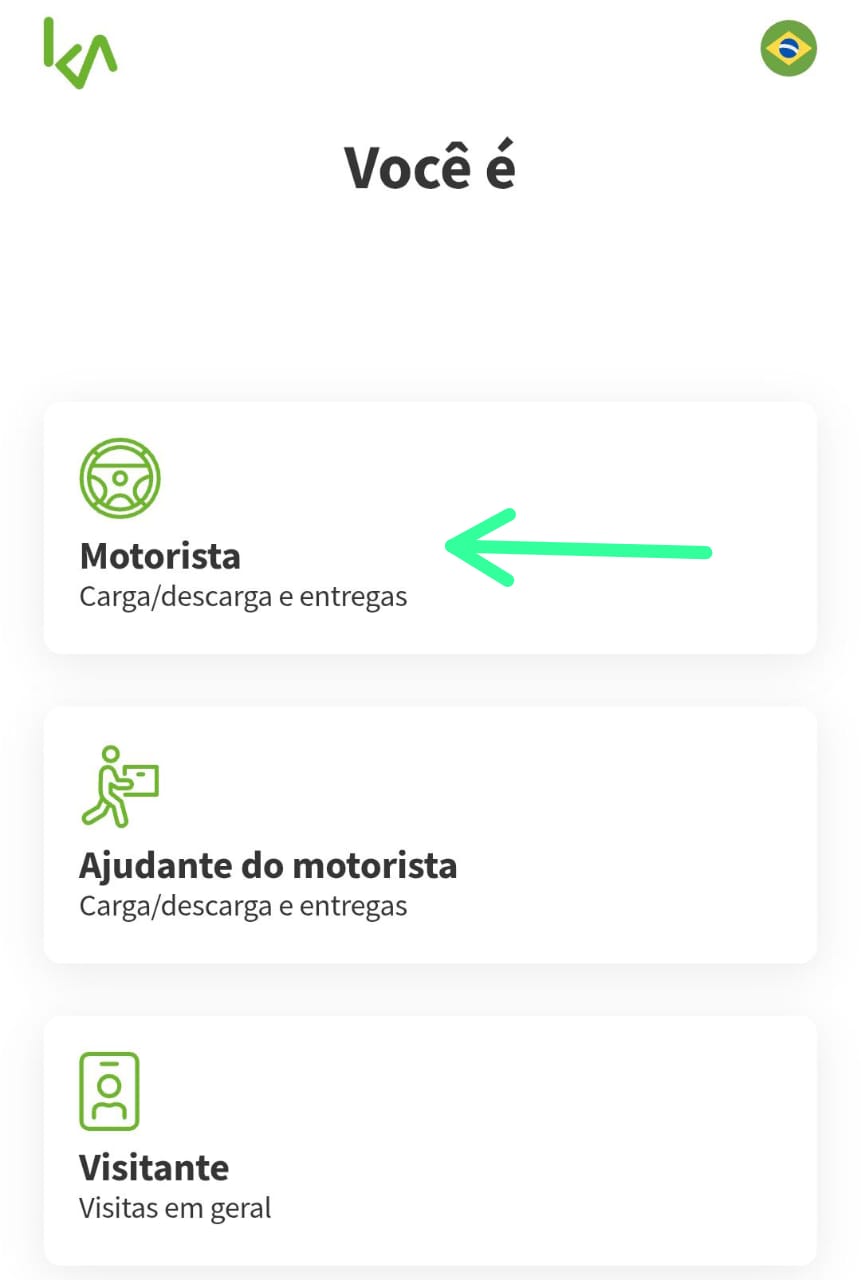 Você é
Motorista
Carga/descarga e entregas
Ajudante do motorista
Carga/descarga e entregas
Visitante
Visitas em geral